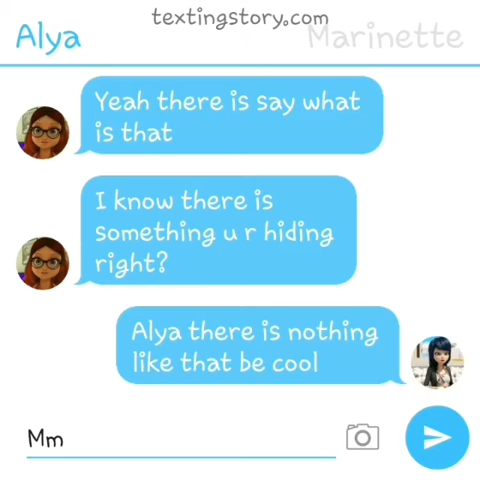 textingstory.com
Alya
Marinette
Yeah there is say what
is that
I know there is
something u r hiding
right?
Alya there is nothing
like that be cool
Mm